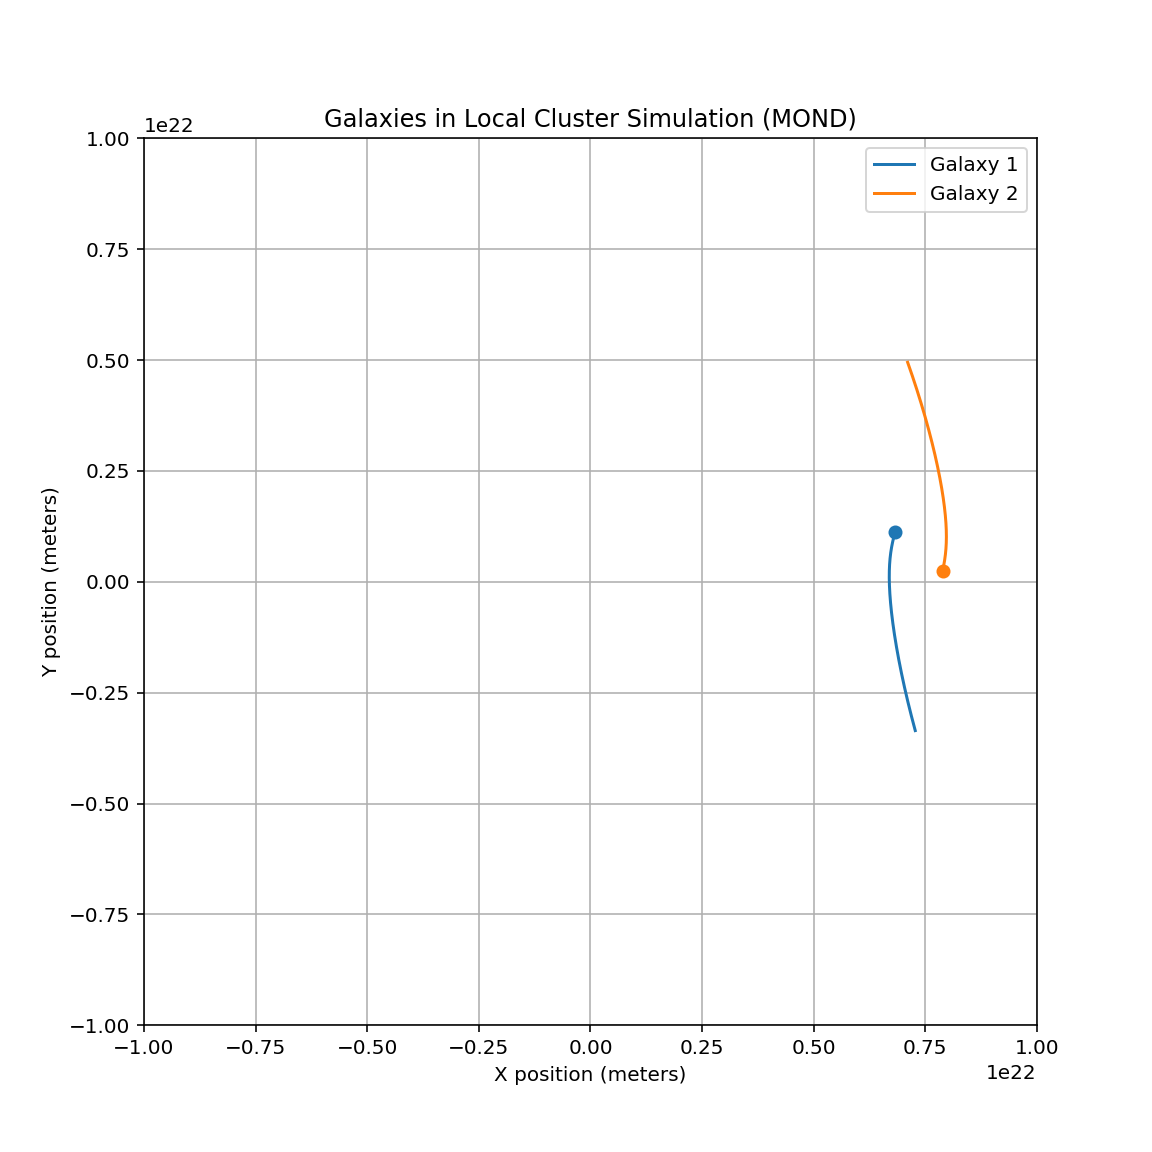 Galaxies in Local Cluster Simulation (MOND)
1e22
Galaxy 1
Galaxy 2
1.00
0.75
0.50
0.25
0.00
−0.25
−0.50
−0.75
−1.00
Y position (meters)
−1.00 −0.75 −0.50 −0.25 0.00 0.25 0.50 0.75 1.00
X position (meters)
1e22